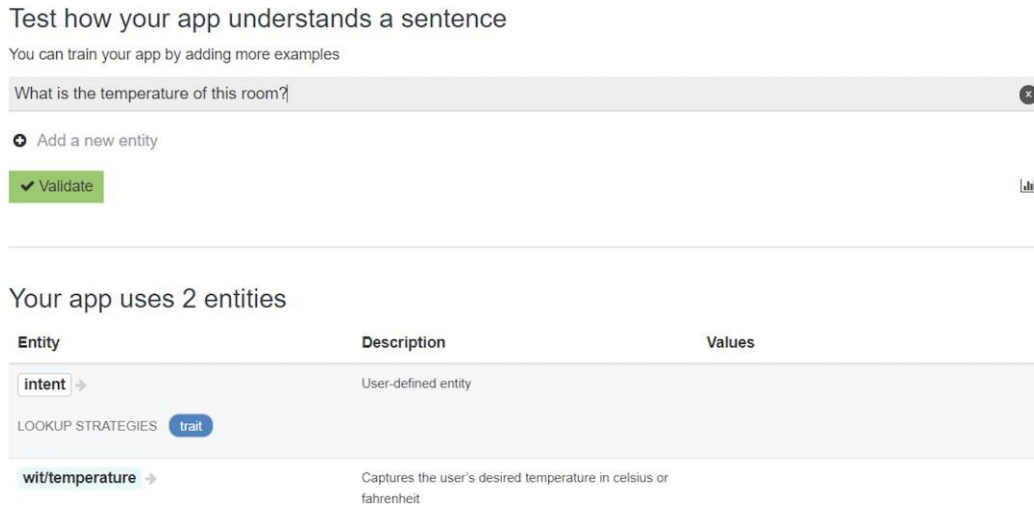 Test how your app understands a sentence
You can train your app by adding more examples
What is the temperature of this room?
Add a new entity
Validate
Your app uses 2 entities
Entity Description Values
intent User-defined entity
LOOKUP STRATEGIES trait
wit/temperature Captures the user's desired temperature in celsius or
fahrenheit